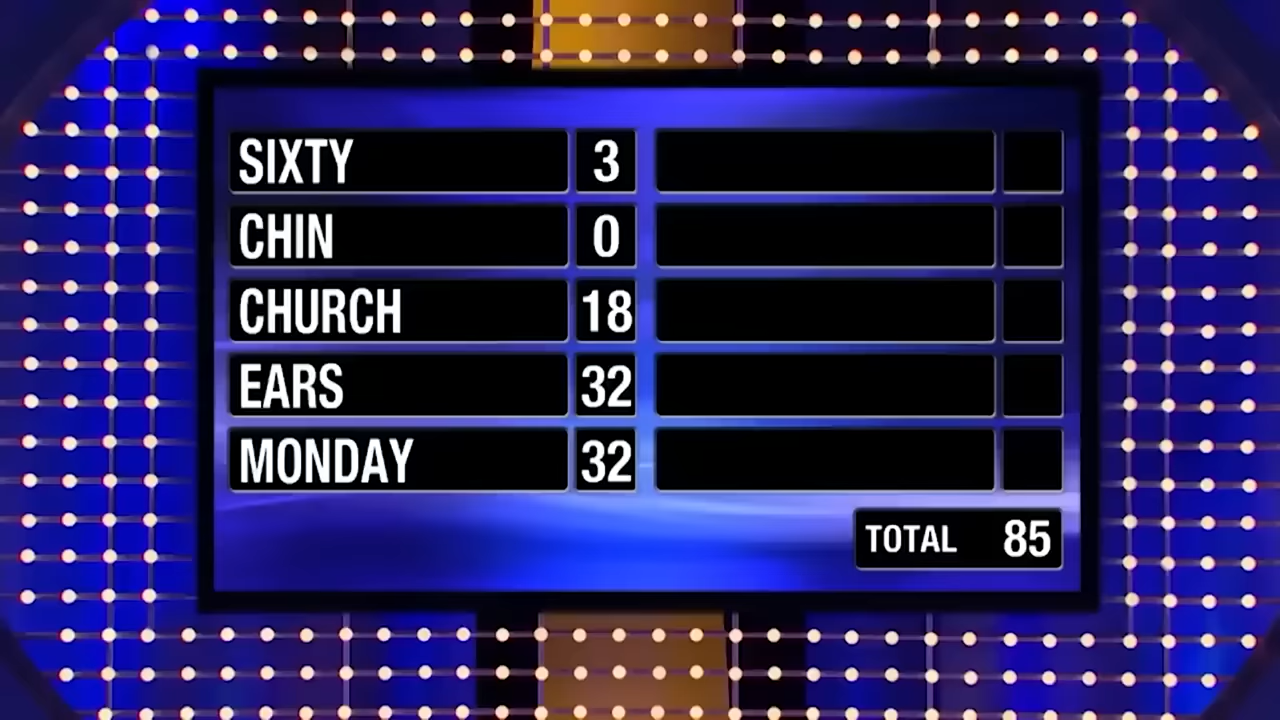 SIXTY 3
CHIN 0
CHURCH 18
EARS 32
MONDAY 32
TOTAL 85